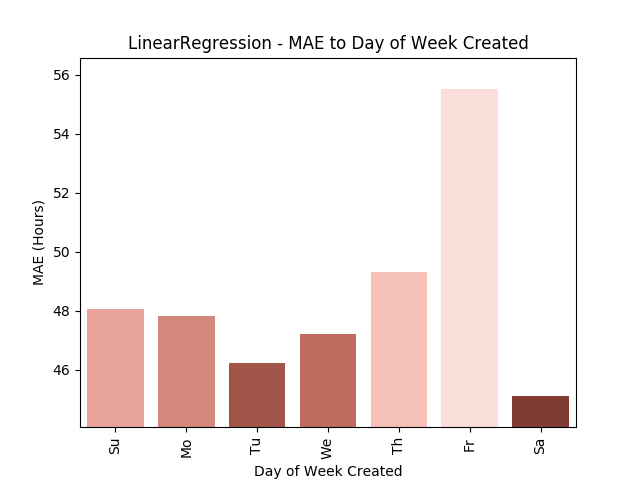 LinearRegression - MAE to Day of Week Created
56
54
52
50
48
46
MAE (Hours)
Su
Mo
Tu
We
Th
Fr
Sa
Day of Week Created